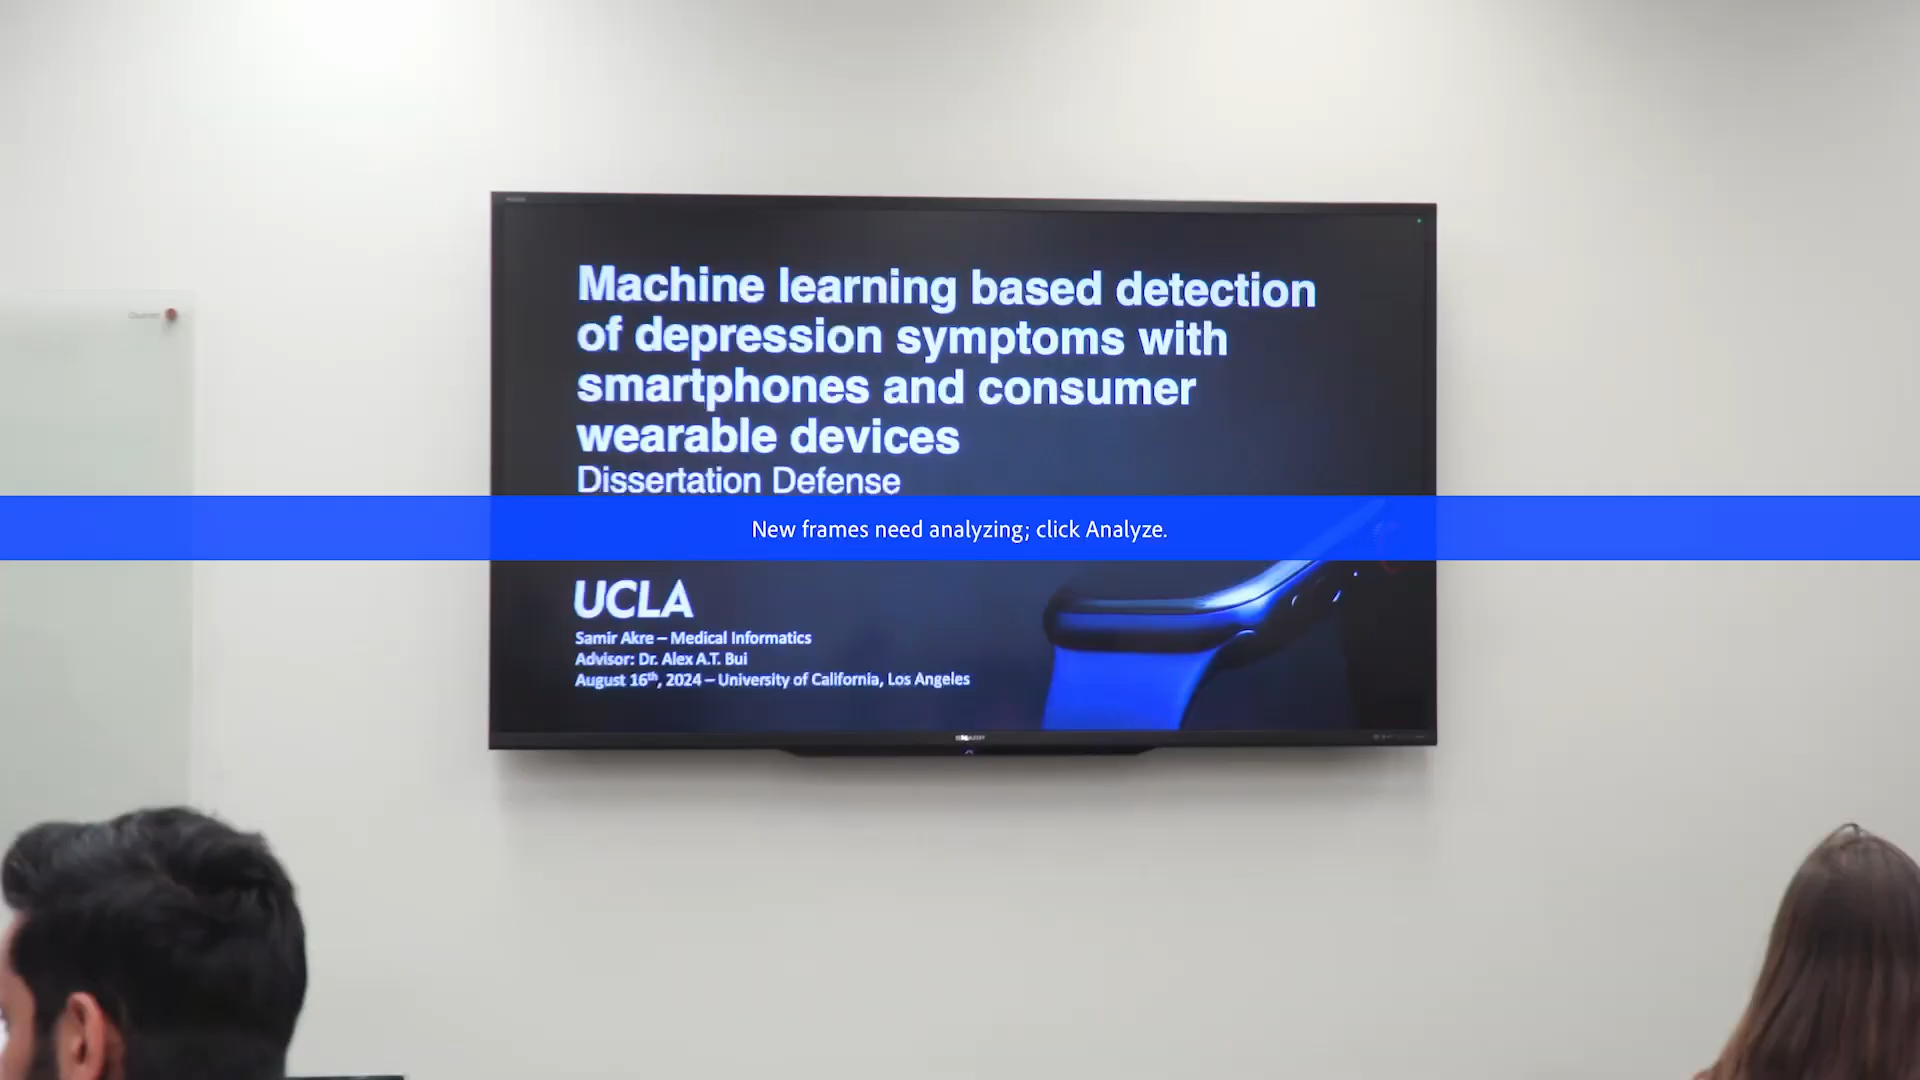 Machine learning based detection
of depression symptoms with
smartphones and consumer
wearable devices
Dissertation Defense
New frames need analyzing; click Analyze.
UCLA
Samir Akre – Medical Informatics
Advisor: Dr. Alex A.T. Bui
August 16th, 2024 – University of California, Los Angeles